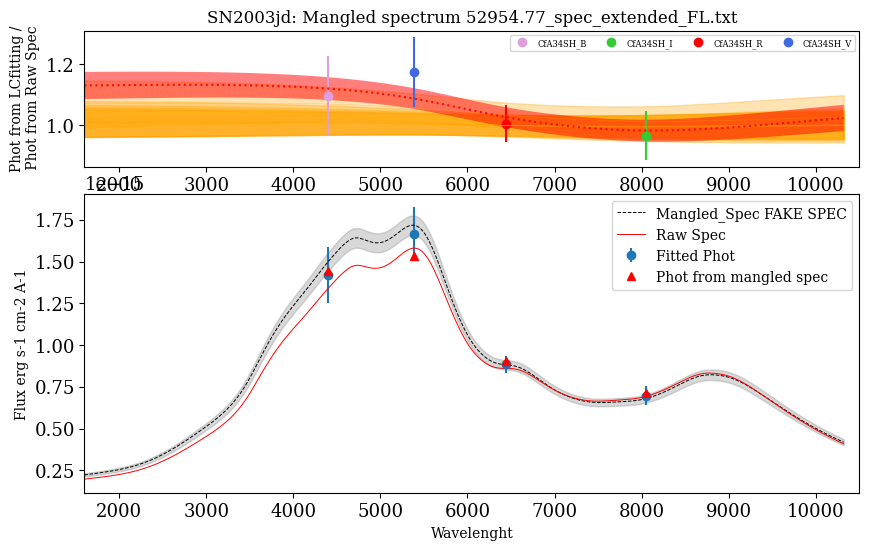 SN2003jd: Mangled spectrum 52954.77_spec_extended_FL.txt
Phot from LCfitting /
Phot from Raw Spec
1.2
1.0
CfA34SH_B
CfA34SH_I
CfA34SH_R
CfA34SH_V
2000 3000 4000 5000 6000 7000 8000 9000 10000
1e−15
Flux erg s-1 cm-2 A-1
1.75
1.50
1.25
1.00
0.75
0.50
0.25
Mangled_Spec FAKE SPEC
Raw Spec
Fitted Phot
Phot from mangled spec
2000 3000 4000 5000 6000 7000 8000 9000 10000
Wavelenght